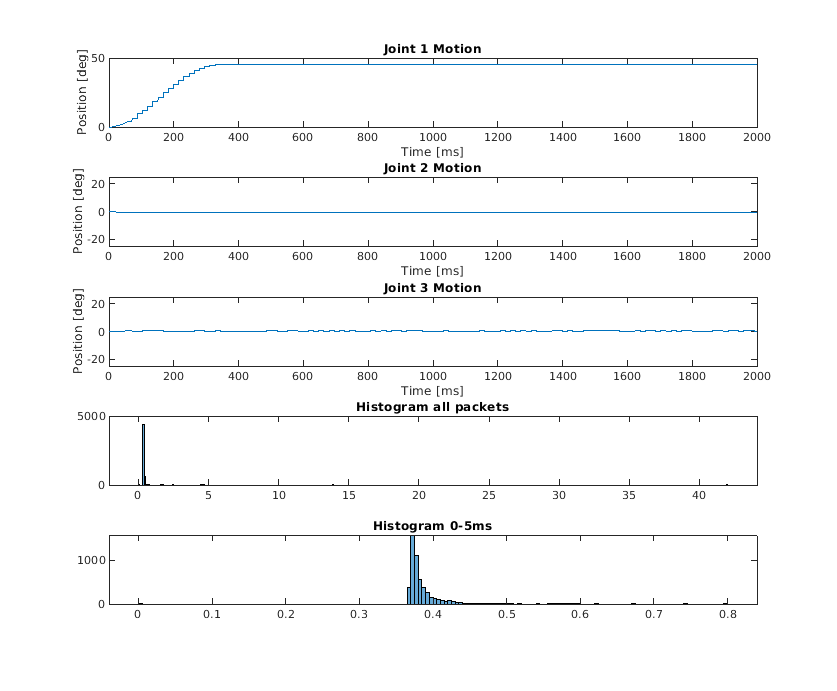 Joint 1 Motion
Position [deg]
50
0
0 200 400 600 800 1000 1200 1400 1600 1800 2000
Time [ms]
Joint 2 Motion
Position [deg]
20
0
-20
0 200 400 600 800 1000 1200 1400 1600 1800 2000
Time [ms]
Joint 3 Motion
Position [deg]
20
0
-20
0 200 400 600 800 1000 1200 1400 1600 1800 2000
Time [ms]
Histogram all packets
5000
0
0 5 10 15 20 25 30 35 40
Histogram 0-5ms
1000
0
0 0.1 0.2 0.3 0.4 0.5 0.6 0.7 0.8